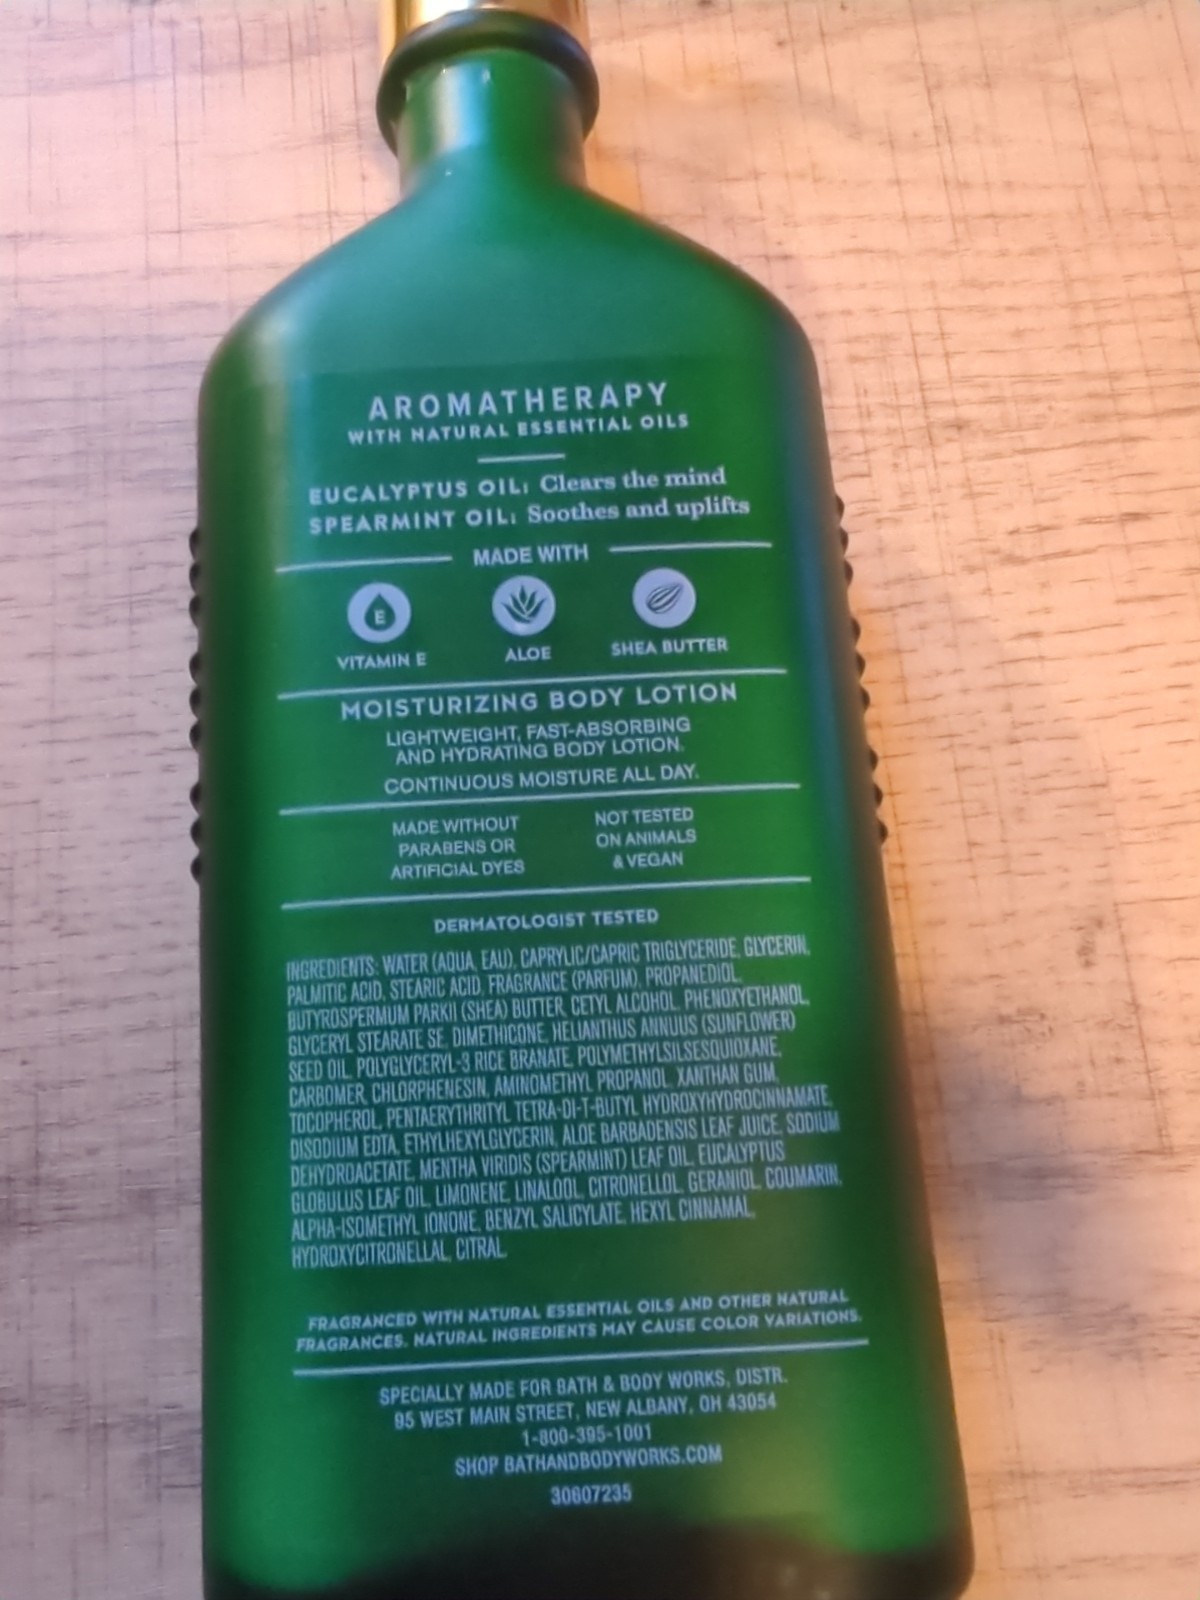 AROMATHERAPY
WITH NATURAL ESSENTIAL OILS
EUCALYPTUS OIL: Clears the mind
SPEARMINT OIL: Soothes and uplifts
MADE WITH
E
VITAMIN E
ALOE
SHEA BUTTER
MOISTURIZING BODY LOTION
LIGHTWEIGHT, FAST-ABSORBING
AND HYDRATING BODY LOTION.
CONTINUOUS MOISTURE ALL DAY.
MADE WITHOUT
PARABENS OR
ARTIFICIAL DYES
NOT TESTED
ON ANIMALS
& VEGAN
DERMATOLOGIST TESTED
INGREDIENTS: WATER (AQUA, EAU), CAPRYLIC/CAPRIC TRIGLYCERIDE, GLYCERIN,
PALMITIC ACID, STEARIC ACID, FRAGRANCE (PARFUM), PROPANEDIOL,
BUTYROSPERMUM PARKII (SHEA) BUTTER, CETYL ALCOHOL, PHENOXYETHANOL,
GLYCERYL STEARATE SE, DIMETHICONE, HELIANTHUS ANNUUS (SUNFLOWER)
SEED OIL, POLYGLYCERYL-3 RICE BRANATE, POLYMETHYLSILSESQUIOXANE,
CARBOMER, CHLORPHENESIN, AMINOMETHYL PROPANOL, XANTHAN GUM,
TOCOPHEROL, PENTAERYTHRITYL TETRA-DI-T-BUTYL HYDROXYHYDROCINNAMATE,
DISODIUM EDTA, ETHYLHEXYLGLYCERIN, ALOE BARBADENSIS LEAF JUICE, SODIUM
DEHYDROACETATE, MENTHA VIRIDIS (SPEARMINT) LEAF OIL, EUCALYPTUS
GLOBULUS LEAF OIL, LIMONENE, LINALOOL, CITRONELLOL, GERANIOL, COUMARIN,
ALPHA-ISOMETHYL IONONE, BENZYL SALICYLATE, HEXYL CINNAMAL,
HYDROXYCITRONELLAL, CITRAL.
FRAGRANCED WITH NATURAL ESSENTIAL OILS AND OTHER NATURAL
FRAGRANCES. NATURAL INGREDIENTS MAY CAUSE COLOR VARIATIONS.
SPECIALLY MADE FOR BATH & BODY WORKS, DISTR.
95 WEST MAIN STREET, NEW ALBANY, OH 43054
1-800-395-1001
SHOP BATHANDBODYWORKS.COM
30607235